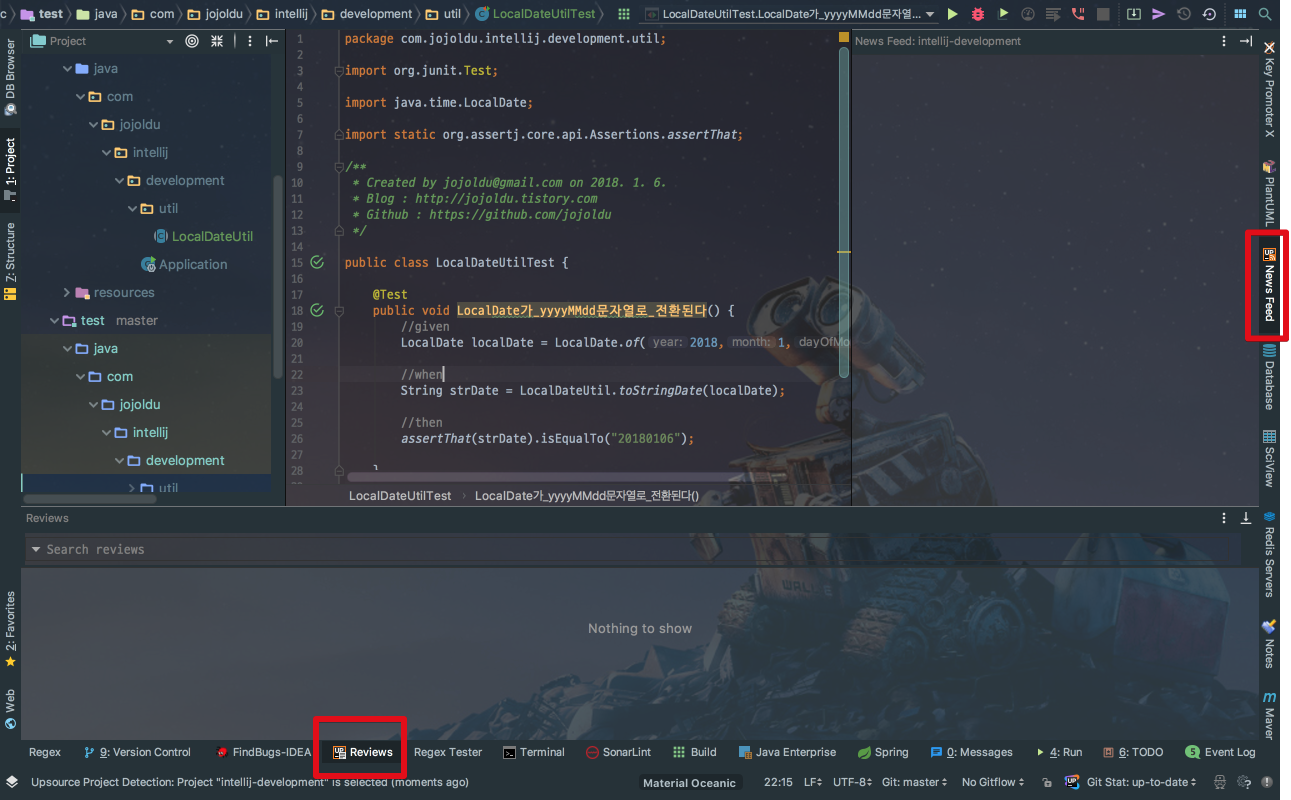 test java com jojoldu intellij development util LocalDateUtilTest LocalDateUtilTest.LocalDate가_yyyyMMdd문자열...
Project
News Feed: intellij-development
DB Browser
1: Project
Z: Structure
2: Favorites
Web
java
com
jojoldu
intellij
development
util
LocalDateUtil
Application
resources
test master
java
com
jojoldu
intellij
development
util
1 package com.jojoldu.intellij.development.util;
2
3 import org.junit.Test;
4
5 import java.time.LocalDate;
6
7 import static org.assertj.core.api.Assertions.assertThat;
8
9 /**
10 * Created by jojoldu@gmail.com on 2018. 1. 6.
11 * Blog : http://jojoldu.tistory.com
12 * Github : https://github.com/jojoldu
13 */
14
15 public class LocalDateUtilTest {
16
17 @Test
18 public void LocalDate가_yyyyMMdd문자열로_전환된다() {
19 //given
20 LocalDate localDate = LocalDate.of( year: 2018, month: 1, dayOfMo
21
22 //when
23 String strDate = LocalDateUtil.toStringDate(localDate);
24
25 //then
26 assertThat(strDate).isEqualTo("20180106");
27
28 }
LocalDateUtilTest LocalDate가_yyyyMMdd문자열로_전환된다()
Key Promoter X
PlantUML
News Feed
Database
SciView
Redis Servers
Notes
Maven
Reviews
Search reviews
Nothing to show
WALL
Regex 9: Version Control FindBugs-IDEA Reviews Regex Tester Terminal SonarLint Build Java Enterprise Spring 0: Messages 4: Run 6: TODO 5 Event Log
Upsource Project Detection: Project "intellij-development" is selected (moments ago) Material Oceanic 22:15 LF UTF-8 Git: master No Gitflow UP Git Stat: up-to-date